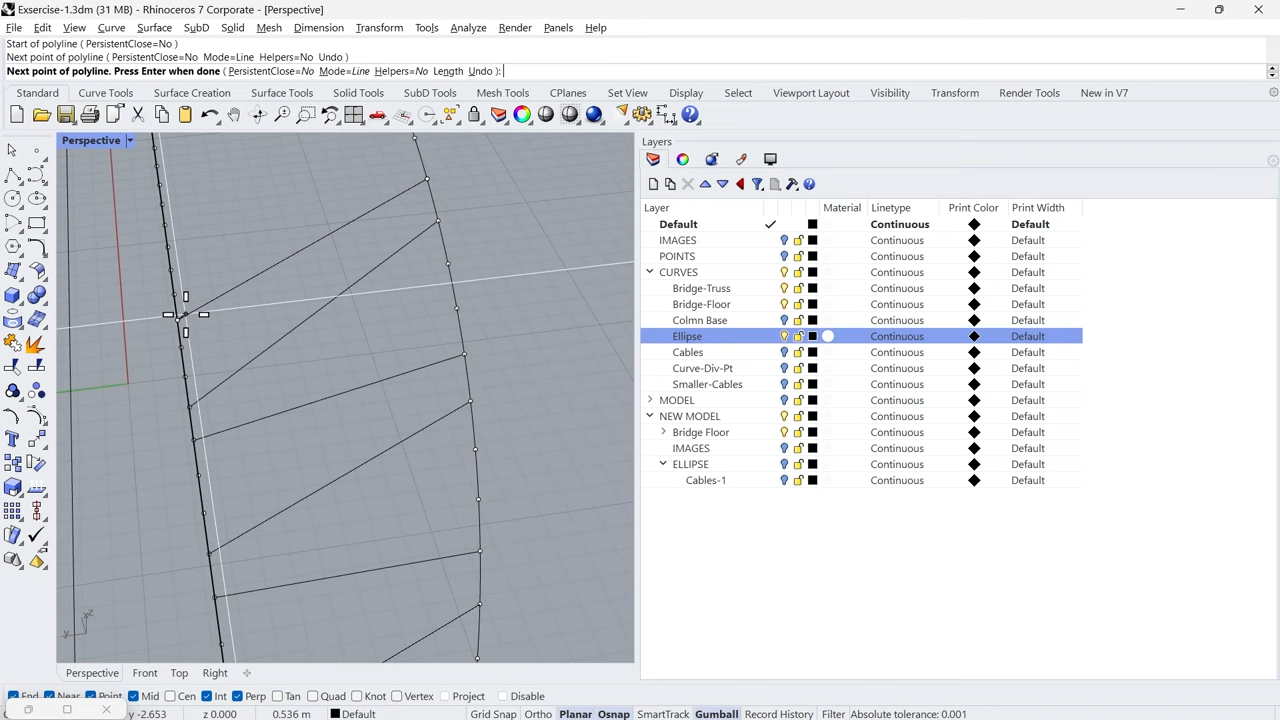 Exsercise-1.3dm (31 MB) - Rhinoceros 7 Corporate - [Perspective]
File Edit View Curve Surface SubD Solid Mesh Dimension Transform Tools Analyze Render Panels Help
Start of polyline ( PersistentClose=No )
Next point of polyline ( PersistentClose=No Mode=Line Helpers=No Undo )
Next point of polyline. Press Enter when done ( PersistentClose=No Mode=Line Helpers=No Length Undo ):
Standard Curve Tools Surface Creation Surface Tools Solid Tools SubD Tools Mesh Tools CPlanes Set View Display Select Viewport Layout Visibility Transform Render Tools New in V7
Perspective
Layers
Layer Material Linetype Print Color Print Width
Default Continuous Default
IMAGES Continuous Default
POINTS Continuous Default
CURVES Continuous Default
Bridge-Truss Continuous Default
Bridge-Floor Continuous Default
Colmn Base Continuous Default
Ellipse Continuous Default
Cables Continuous Default
Curve-Div-Pt Continuous Default
Smaller-Cables Continuous Default
MODEL Continuous Default
NEW MODEL Continuous Default
Bridge Floor Continuous Default
IMAGES Continuous Default
ELLIPSE Continuous Default
Cables-1 Continuous Default
z
y x
Perspective Front Top Right
End Near Point Mid Cen Int Perp Tan Quad Knot Vertex Project Disable
y -2.653 z 0.000 0.536 m Default Grid Snap Ortho Planar Osnap SmartTrack Gumball Record History Filter Absolute tolerance: 0.001